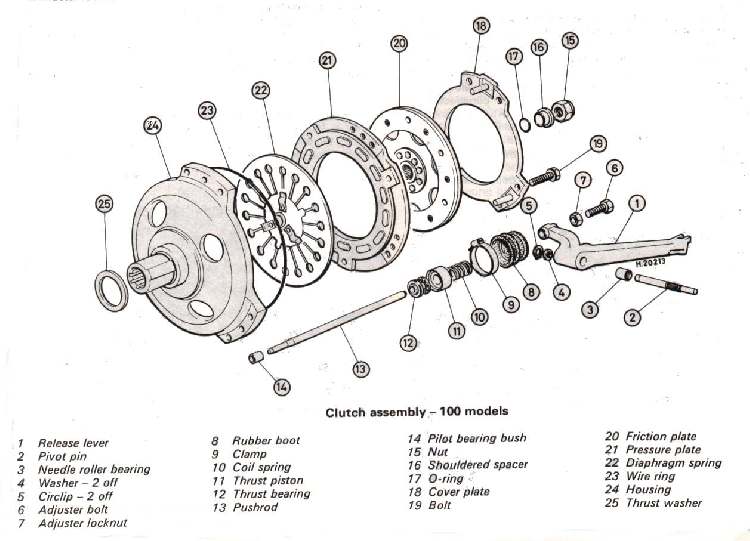 18
17
16
15
20
21
22
23
24
25
19
7
6
5
1
H.20213
4
3
2
8
9
10
11
12
13
14
Clutch assembly - 100 models
1 Release lever
2 Pivot pin
3 Needle roller bearing
4 Washer - 2 off
5 Circlip - 2 off
6 Adjuster bolt
7 Adjuster locknut
8 Rubber boot
9 Clamp
10 Coil spring
11 Thrust piston
12 Thrust bearing
13 Pushrod
14 Pilot bearing bush
15 Nut
16 Shouldered spacer
17 O-ring
18 Cover plate
19 Bolt
20 Friction plate
21 Pressure plate
22 Diaphragm spring
23 Wire ring
24 Housing
25 Thrust washer